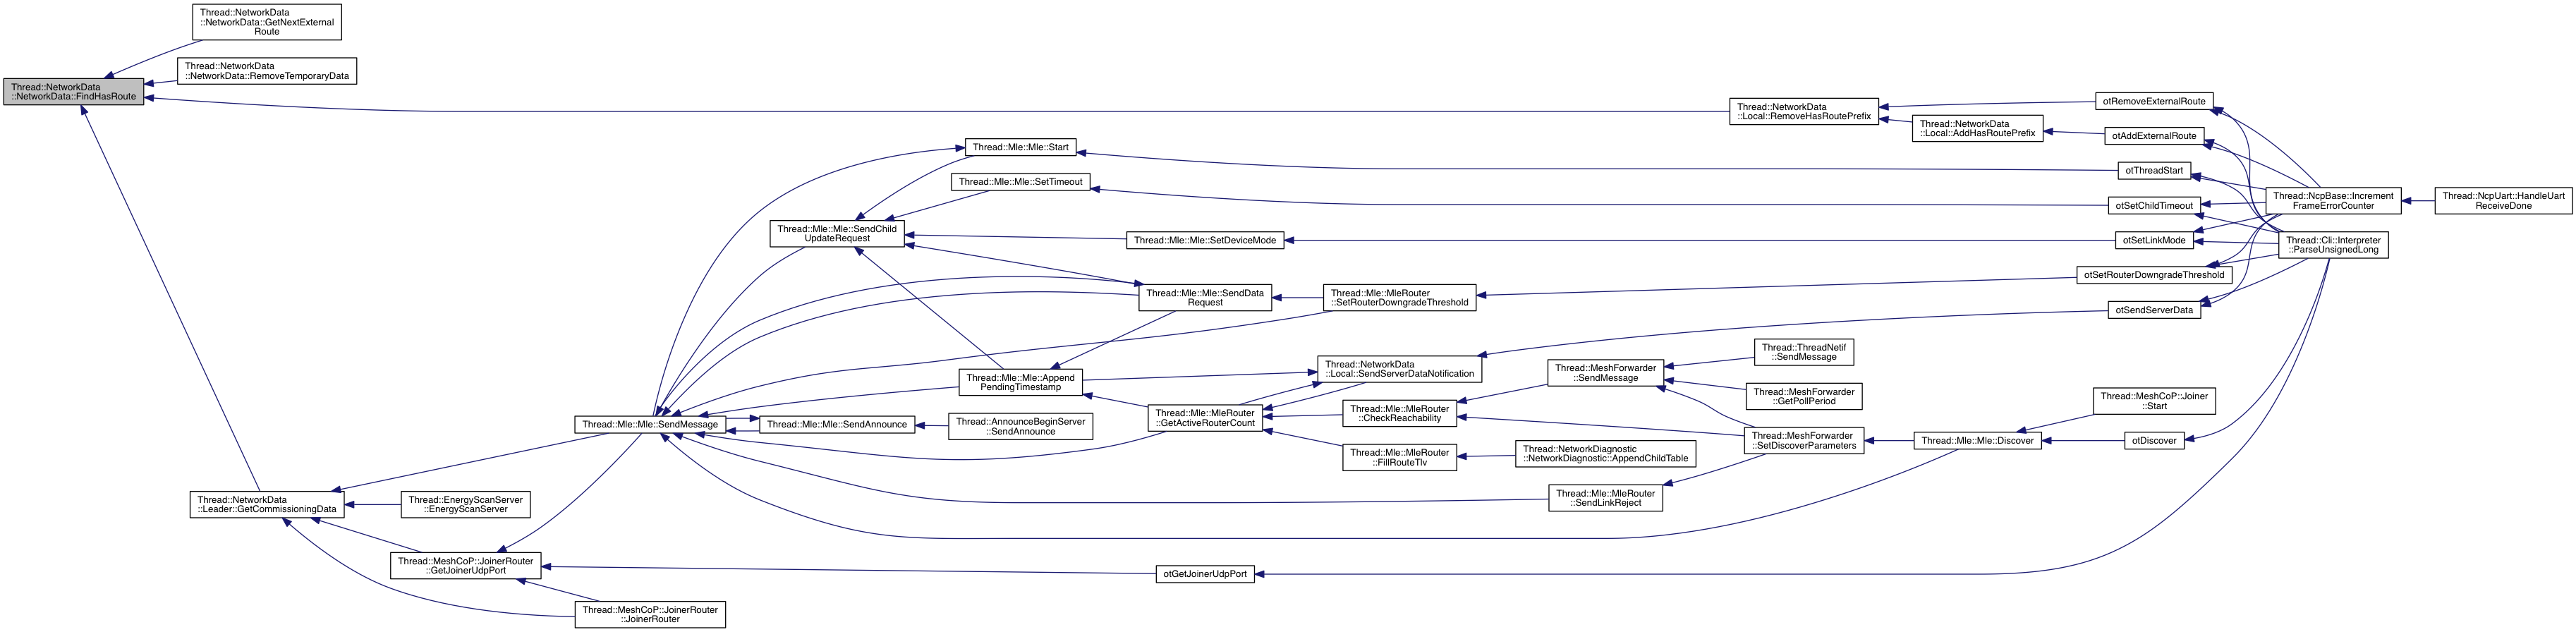 Thread::NetworkData
::NetworkData::GetNextExternal
Route
Thread::NetworkData
::NetworkData::RemoveTemporaryData
Thread::NetworkData
::NetworkData::FindHasRoute
Thread::NetworkData
::Local::RemoveHasRoutePrefix
otRemoveExternalRoute
Thread::NetworkData
::Local::AddHasRoutePrefix
otAddExternalRoute
Thread::Mle::Mle::Start
otThreadStart
Thread::Mle::Mle::SetTimeout
otSetChildTimeout
Thread::NcpBase::Increment
FrameErrorCounter
Thread::NcpUart::HandleUart
ReceiveDone
Thread::Mle::Mle::SendChild
UpdateRequest
Thread::Mle::Mle::SetDeviceMode
otSetLinkMode
Thread::Cli::Interpreter
::ParseUnsignedLong
otSetRouterDowngradeThreshold
Thread::Mle::Mle::SendData
Request
Thread::Mle::MleRouter
::SetRouterDowngradeThreshold
otSendServerData
Thread::ThreadNetif
::SendMessage
Thread::NetworkData
::Local::SendServerDataNotification
Thread::MeshForwarder
::SendMessage
Thread::Mle::Mle::Append
PendingTimestamp
Thread::MeshForwarder
::GetPollPeriod
Thread::MeshCoP::Joiner
::Start
Thread::Mle::MleRouter
::GetActiveRouterCount
Thread::Mle::MleRouter
::CheckReachability
Thread::Mle::Mle::SendMessage
Thread::Mle::Mle::SendAnnounce
Thread::AnnounceBeginServer
::SendAnnounce
Thread::MeshForwarder
::SetDiscoverParameters
Thread::Mle::Mle::Discover
otDiscover
Thread::Mle::MleRouter
::FillRouteTlv
Thread::NetworkDiagnostic
::NetworkDiagnostic::AppendChildTable
Thread::Mle::MleRouter
::SendLinkReject
Thread::NetworkData
::Leader::GetCommissioningData
Thread::EnergyScanServer
::EnergyScanServer
Thread::MeshCoP::JoinerRouter
::GetJoinerUdpPort
otGetJoinerUdpPort
Thread::MeshCoP::JoinerRouter
::JoinerRouter